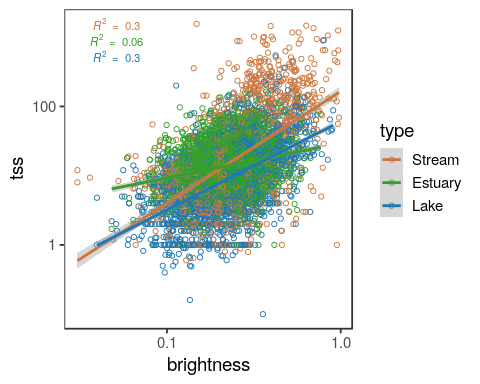 R² = 0.3
R² = 0.06
R² = 0.3
100
1
tss
0.1
1.0
brightness
type
Stream
Estuary
Lake